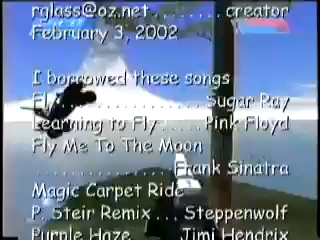 rglass@oz.net........creator
February 3, 2002
I borrowed these songs
Fly.................Sugar Ray
Learning to Fly.....Pink Floyd
Fly Me To The Moon
................Frank Sinatra
Magic Carpet Ride
P. Steir Remix... Steppenwolf
Purple Haze.....Jimi Hendrix